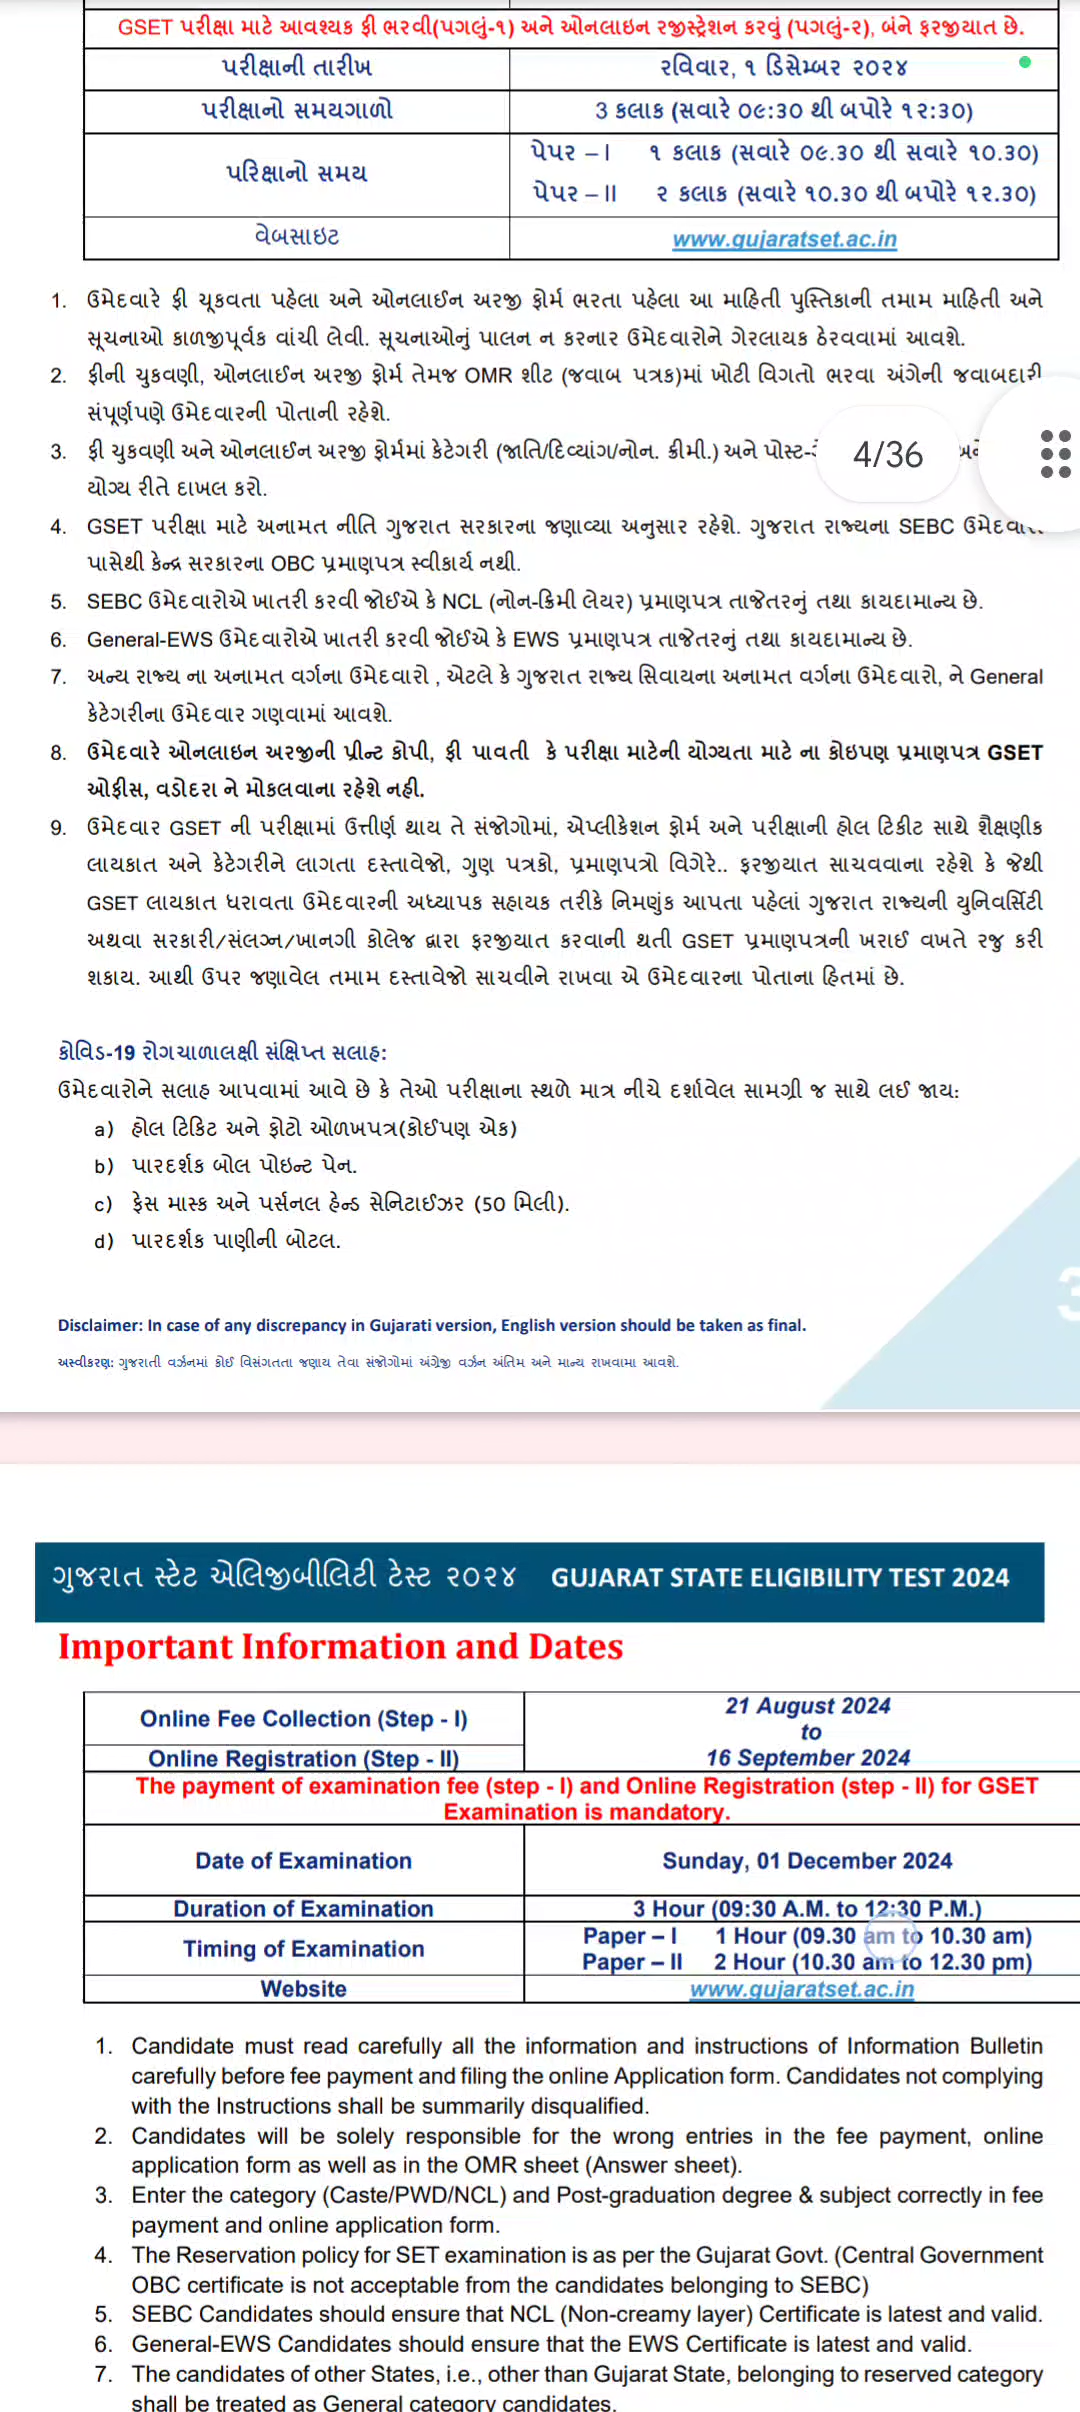 GSET પરીક્ષા માટે આવશ્યક ફી ભરવી(પગલું-૧) અને ઓનલાઇન રજીસ્ટ્રેશન કરવું (પગલું-૨), બંને ફરજીયાત છે.
પરીક્ષાની તારીખ રવિવાર, ૧ ડિસેમ્બર ૨૦૨૪
પરીક્ષાનો સમયગાળો 3 કલાક (સવારે ૦૯:30 થી બપોરે ૧૨:30)
પરિક્ષાનો સમય પેપર – I ૧ કલાક (સવારે ૦૯.30 થી સવારે ૧૦.30)
પેપર – II ૨ કલાક (સવારે ૧૦.30 થી બપોરે ૧૨.30)
વેબસાઇટ www.gujaratset.ac.in
1. ઉમેદવારે ફી ચૂકવતા પહેલા અને ઓનલાઈન અરજી ફોર્મ ભરતા પહેલા આ માહિતી પુસ્તિકાની તમામ માહિતી અને
સૂચનાઓ કાળજીપૂર્વક વાંચી લેવી. સૂચનાઓનું પાલન ન કરનાર ઉમેદવારોને ગેરલાયક ઠેરવવામાં આવશે.
2. ફીની ચુકવણી, ઓનલાઈન અરજી ફોર્મ તેમજ OMR શીટ (જવાબ પત્રક)માં ખોટી વિગતો ભરવા અંગેની જવાબદારી
સંપૂર્ણપણે ઉમેદવારની પોતાની રહેશે.
3. ફી ચુકવણી અને ઓનલાઈન અરજી ફોર્મમાં કેટેગરી (જાતિ/દિવ્યાંગ/નોન. ક્રીમી.) અને પોસ્ટ-
4/36
યોગ્ય રીતે દાખલ કરો.
4. GSET પરીક્ષા માટે અનામત નીતિ ગુજરાત સરકારના જણાવ્યા અનુસાર રહેશે. ગુજરાત રાજ્યના SEBC
પાસેથી કેન્દ્ર સરકારના OBC પ્રમાણપત્ર સ્વીકાર્ય નથી.
5. SEBC ઉમેદવારોએ ખાતરી કરવી જોઈએ કે NCL (નોન-ક્રિમી લેયર) પ્રમાણપત્ર તાજેતરનું તથા કાયદામાન્ય છે.
6. General-EWS ઉમેદવારોએ ખાતરી કરવી જોઈએ કે EWS પ્રમાણપત્ર તાજેતરનું તથા કાયદામાન્ય છે.
7. અન્ય રાજ્ય ના અનામત વર્ગના ઉમેદવારો , એટલે કે ગુજરાત રાજ્ય સિવાયના અનામત વર્ગના ઉમેદવારો, ને General
કેટેગરીના ઉમેદવાર ગણવામાં આવશે.
8. ઉમેદવારે ઓનલાઇન અરજીની પ્રીન્ટ કોપી, ફી પાવતી કે પરીક્ષા માટેની યોગ્યતા માટે ના કોઇપણ પ્રમાણપત્ર GSET
ઓફીસ, વડોદરા ને મોકલવાના રહેશે નહી.
9. ઉમેદવાર GSET ની પરીક્ષામાં ઉત્તીર્ણ થાય તે સંજોગોમાં, એપ્લીકેશન ફોર્મ અને પરીક્ષાની હોલ ટિકીટ સાથે શૈક્ષણીક
લાયકાત અને કેટેગરીને લાગતા દસ્તાવેજો, ગુણ પત્રકો, પ્રમાણપત્રો વિગેરે.. ફરજીયાત સાચવવાના રહેશે કે જેથી
GSET લાયકાત ધરાવતા ઉમેદવારની અધ્યાપક સહાયક તરીકે નિમણુંક આપતા પહેલાં ગુજરાત રાજ્યની યુનિવર્સિટી
અથવા સરકારી/સંલગ્ન/ખાનગી કોલેજ દ્વારા ફરજીયાત કરવાની થતી GSET પ્રમાણપત્રની ખરાઈ વખતે રજુ કરી
શકાય. આથી ઉપર જણાવેલ તમામ દસ્તાવેજો સાચવીને રાખવા એ ઉમેદવારના પોતાના હિતમાં છે.
કોવિડ-19 રોગચાળાલક્ષી સંક્ષિપ્ત સલાહ:
ઉમેદવારોને સલાહ આપવામાં આવે છે કે તેઓ પરીક્ષાના સ્થળે માત્ર નીચે દર્શાવેલ સામગ્રી જ સાથે લઈ જાય:
a) હોલ ટિકિટ અને ફોટો ઓળખપત્ર(કોઈપણ એક)
b) પારદર્શક બોલ પોઇન્ટ પેન.
c) ફેસ માસ્ક અને પર્સનલ હેન્ડ સેનિટાઈઝર (50 મિલી).
d) પારદર્શક પાણીની બોટલ.
3
Disclaimer: In case of any discrepancy in Gujarati version, English version should be taken as final.
અસ્વીકરણ: ગુજરાતી વર્ઝનમાં કોઈ વિસંગતતા જણાય તેવા સંજોગોમાં અંગ્રેજી વર્ઝન અંતિમ અને માન્ય રાખવામા આવશે.
ગુજરાત સ્ટેટ એલિજીબીલિટી ટેસ્ટ ૨૦૨૪ GUJARAT STATE ELIGIBILITY TEST 2024
Important Information and Dates
Online Fee Collection (Step - I) 21 August 2024
to
Online Registration (Step - II) 16 September 2024
The payment of examination fee (step - I) and Online Registration (step - II) for GSET
Examination is mandatory.
Date of Examination Sunday, 01 December 2024
Duration of Examination 3 Hour (09:30 A.M. to 12:30 P.M.)
Timing of Examination Paper – I 1 Hour (09.30 am to 10.30 am)
Paper – II 2 Hour (10.30 am to 12.30 pm)
Website www.gujaratset.ac.in
1. Candidate must read carefully all the information and instructions of Information Bulletin
carefully before fee payment and filing the online Application form. Candidates not complying
with the Instructions shall be summarily disqualified.
2. Candidates will be solely responsible for the wrong entries in the fee payment, online
application form as well as in the OMR sheet (Answer sheet).
3. Enter the category (Caste/PWD/NCL) and Post-graduation degree & subject correctly in fee
payment and online application form.
4. The Reservation policy for SET examination is as per the Gujarat Govt. (Central Government
OBC certificate is not acceptable from the candidates belonging to SEBC)
5. SEBC Candidates should ensure that NCL (Non-creamy layer) Certificate is latest and valid.
6. General-EWS Candidates should ensure that the EWS Certificate is latest and valid.
7. The candidates of other States, i.e., other than Gujarat State, belonging to reserved category
shall be treated as General category candidates.